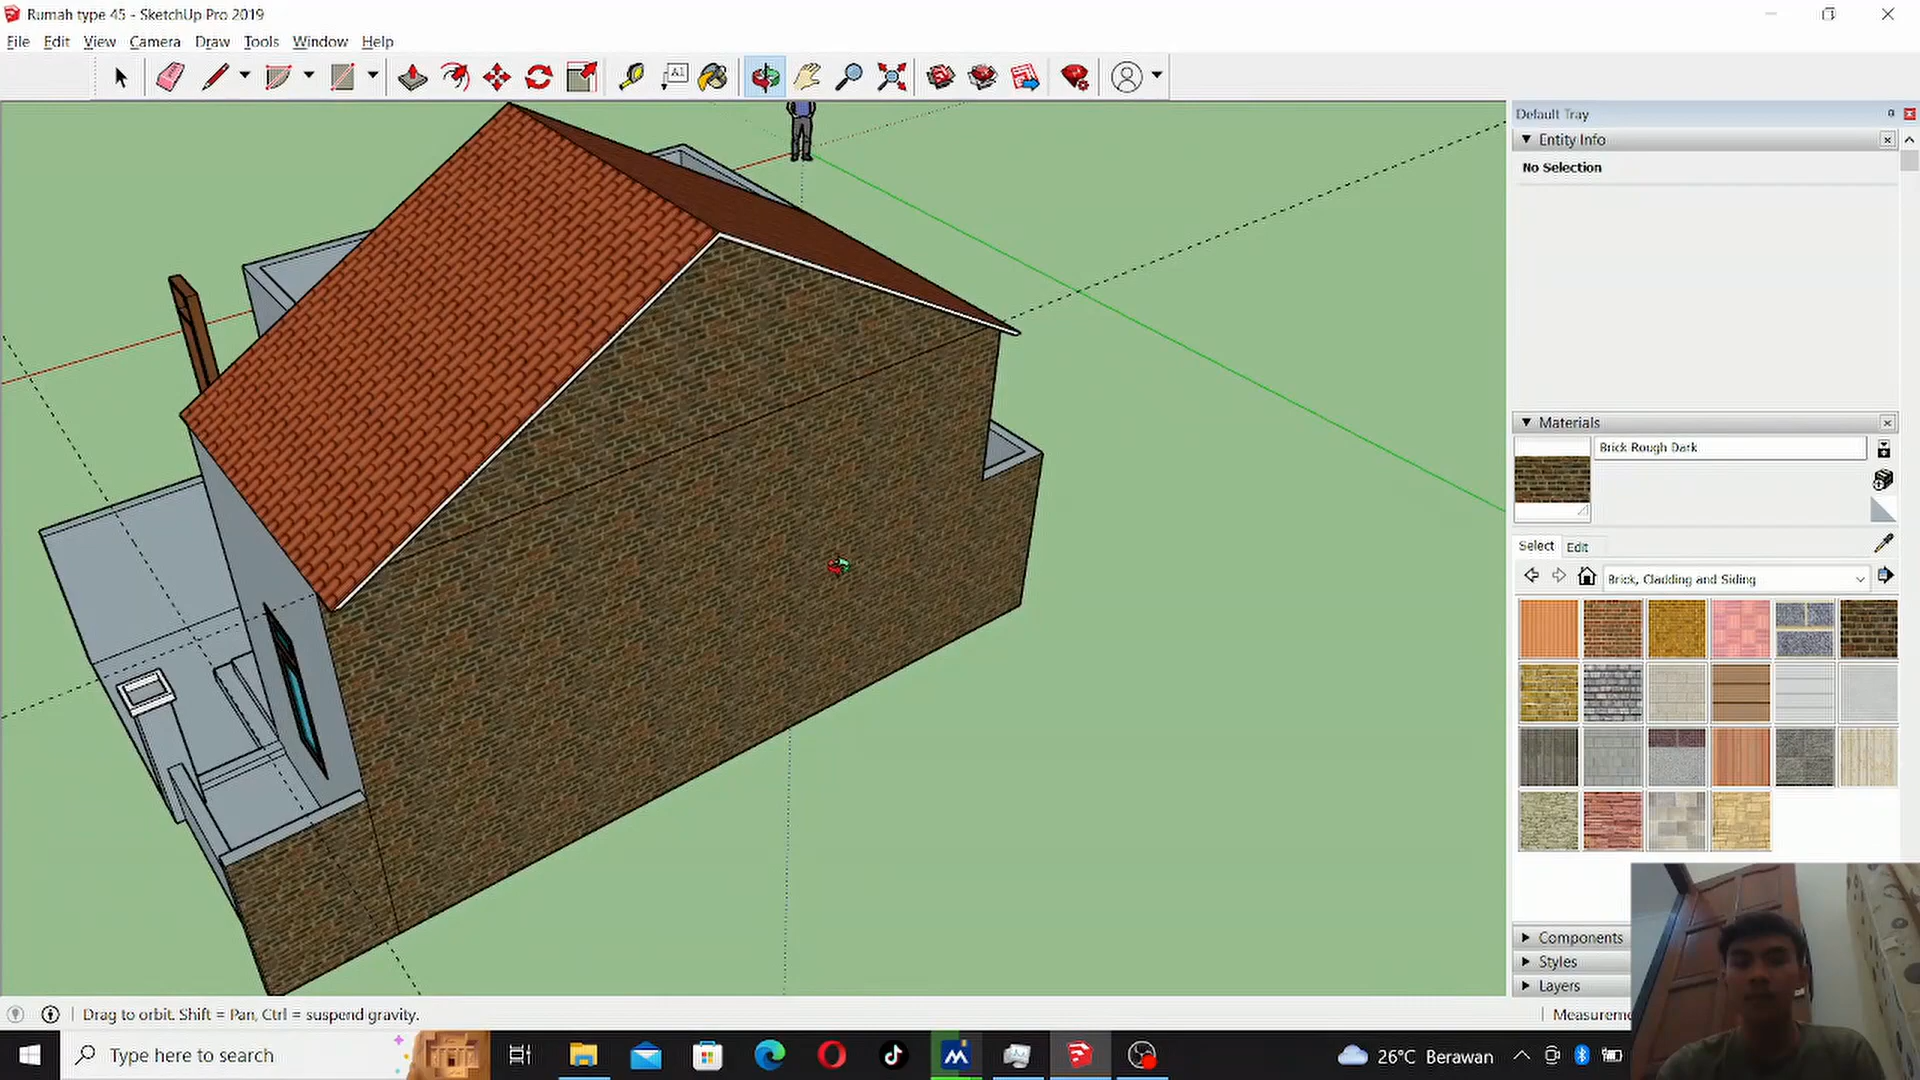 Rumah type 45 - SketchUp Pro 2019
File Edit View Camera Draw Tools Window Help
A1
Default Tray
Entity Info
No Selection
Materials
Brick Rough Dark
Select Edit
Brick, Cladding and Siding
Components
Styles
Layers
Drag to orbit. Shift = Pan, Ctrl = suspend gravity.
Measureme
Type here to search
26°C Berawan